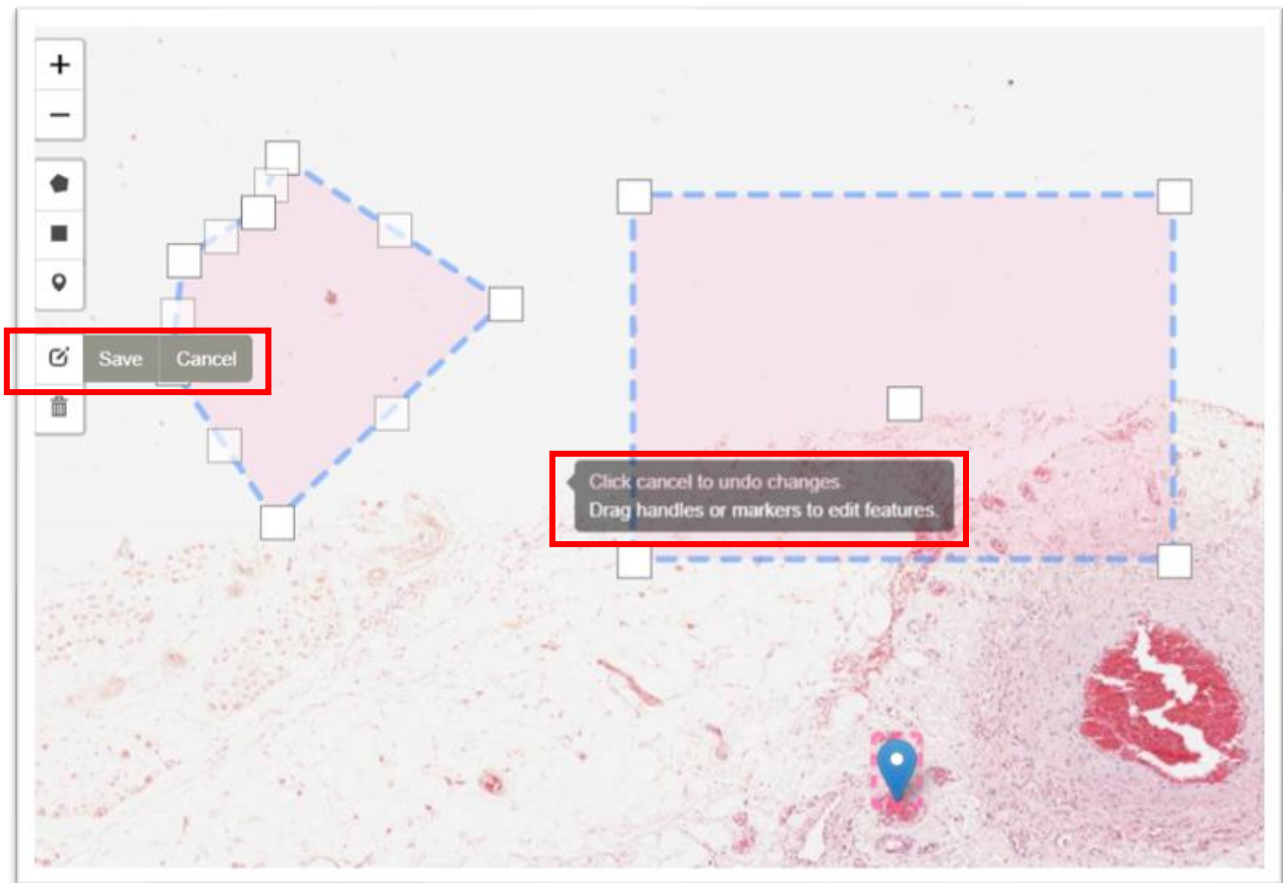 +
−
Save Cancel
Click cancel to undo changes.
Drag handles or markers to edit features.